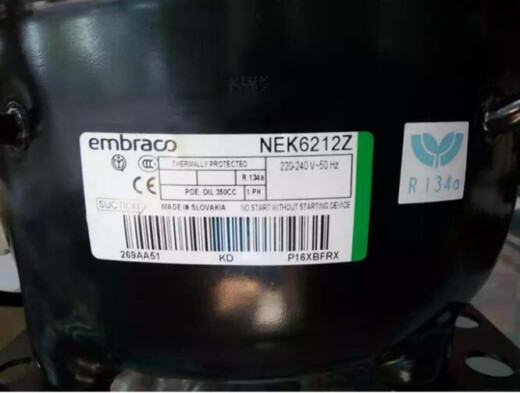 embraco NEK6212Z
THERMALLY PROTECTED 220-240 V~50 Hz
R 134a
POE. OIL 350CC 1 PH
SUCTION MADE IN SLOVAKIA NO START WITHOUT STARTING DEVICE
269AA51 KD P16XBFRX
R 134a